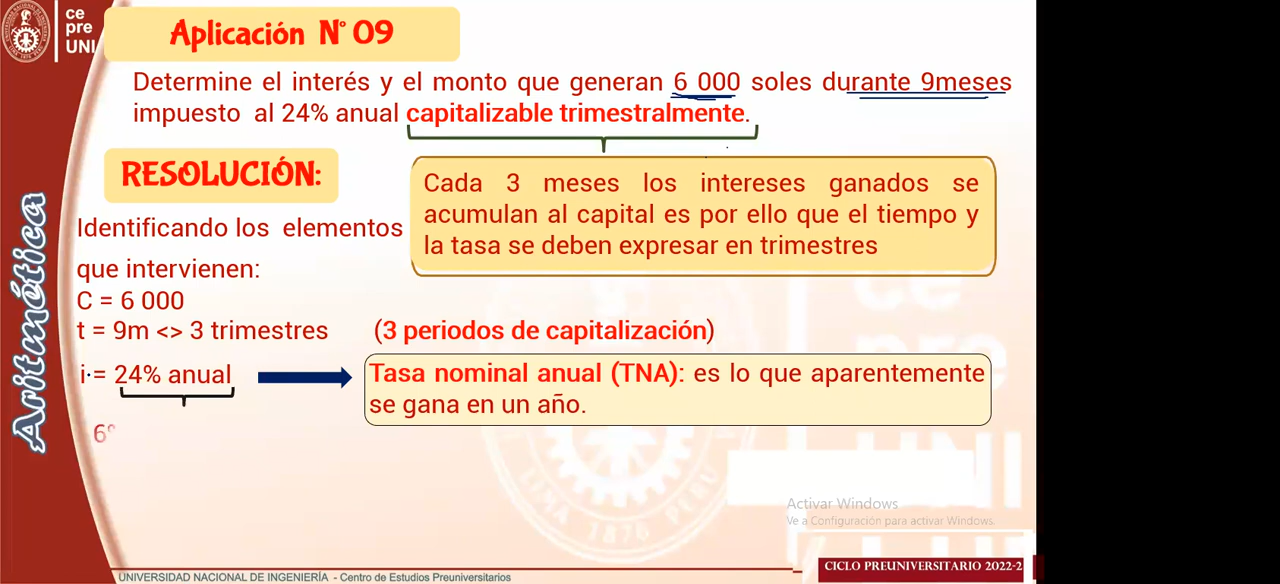 ce
pre
UNI
Aplicación N° 09
Determine el interés y el monto que generan 6 000 soles durante 9meses
impuesto al 24% anual capitalizable trimestralmente.
RESOLUCIÓN:
Cada 3 meses los intereses ganados se
acumulan al capital es por ello que el tiempo y
la tasa se deben expresar en trimestres
Identificando los elementos
que intervienen:
C = 6 000
t = 9m <> 3 trimestres (3 periodos de capitalización)
i = 24% anual
Tasa nominal anual (TNA): es lo que aparentemente
se gana en un año.
Aritmética
Activar Windows
Ve a Configuración para activar Windows.
LIMA 1876 PERU
CICLO PREUNIVERSITARIO 2022-2
UNIVERSIDAD NACIONAL DE INGENIERÍA - Centro de Estudios Preuniversitarios